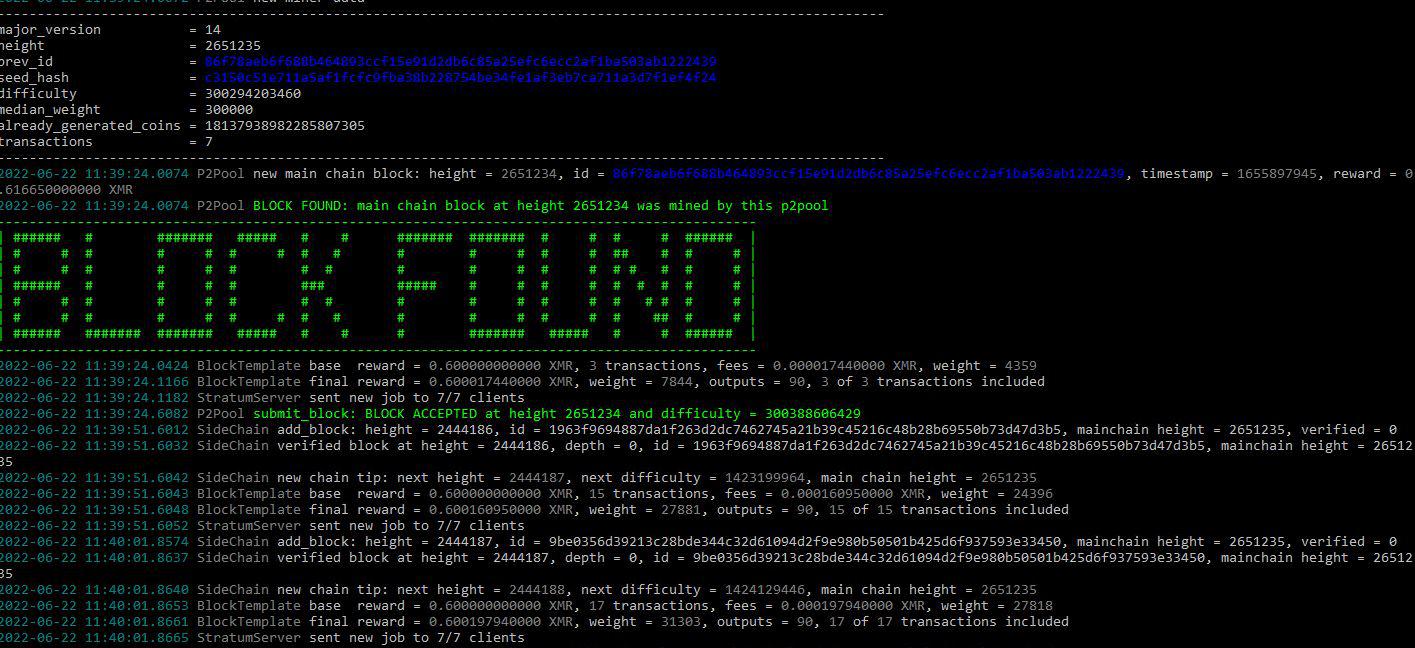 2022-06-22 11:39:24.0072 P2Pool new miner data
---------------------------------------------------------------------------------------------------------------
major_version           = 14
height                  = 2651235
prev_id                 = 86f78aeb6f688b464893ccf15e91d2db6c85a25efc6ecc2af1ba503ab1222439
seed_hash               = c3150c51e711a5af1fcfc9fba38b228754be34fe1af3eb7ca711a3d7f1ef4f24
difficulty              = 300294203460
median_weight           = 300000
already_generated_coins = 18137938982285807305
transactions            = 7
---------------------------------------------------------------------------------------------------------------
2022-06-22 11:39:24.0074 P2Pool new main chain block: height = 2651234, id = 86f78aeb6f688b464893ccf15e91d2db6c85a25efc6ecc2af1ba503ab1222439, timestamp = 1655897945, reward = 0
.616650000000 XMR
2022-06-22 11:39:24.0074 P2Pool BLOCK FOUND: main chain block at height 2651234 was mined by this p2pool
BLOCK FOUND
2022-06-22 11:39:24.0424 BlockTemplate base  reward = 0.600000000000 XMR, 3 transactions, fees = 0.000017440000 XMR, weight = 4359
2022-06-22 11:39:24.1166 BlockTemplate final reward = 0.600017440000 XMR, weight = 7844, outputs = 90, 3 of 3 transactions included
2022-06-22 11:39:24.1182 StratumServer sent new job to 7/7 clients
2022-06-22 11:39:24.6082 P2Pool submit_block: BLOCK ACCEPTED at height 2651234 and difficulty = 300388606429
2022-06-22 11:39:51.6012 SideChain add_block: height = 2444186, id = 1963f9694887da1f263d2dc7462745a21b39c45216c48b28b69550b73d47d3b5, mainchain height = 2651235, verified = 0
2022-06-22 11:39:51.6032 SideChain verified block at height = 2444186, depth = 0, id = 1963f9694887da1f263d2dc7462745a21b39c45216c48b28b69550b73d47d3b5, mainchain height = 26512
35
2022-06-22 11:39:51.6042 SideChain new chain tip: next height = 2444187, next difficulty = 1423199964, main chain height = 2651235
2022-06-22 11:39:51.6043 BlockTemplate base  reward = 0.600000000000 XMR, 15 transactions, fees = 0.000160950000 XMR, weight = 24396
2022-06-22 11:39:51.6048 BlockTemplate final reward = 0.600160950000 XMR, weight = 27881, outputs = 90, 15 of 15 transactions included
2022-06-22 11:39:51.6052 StratumServer sent new job to 7/7 clients
2022-06-22 11:40:01.8574 SideChain add_block: height = 2444187, id = 9be0356d39213c28bde344c32d61094d2f9e980b50501b425d6f937593e33450, mainchain height = 2651235, verified = 0
2022-06-22 11:40:01.8637 SideChain verified block at height = 2444187, depth = 0, id = 9be0356d39213c28bde344c32d61094d2f9e980b50501b425d6f937593e33450, mainchain height = 26512
35
2022-06-22 11:40:01.8640 SideChain new chain tip: next height = 2444188, next difficulty = 1424129446, main chain height = 2651235
2022-06-22 11:40:01.8653 BlockTemplate base  reward = 0.600000000000 XMR, 17 transactions, fees = 0.000197940000 XMR, weight = 27818
2022-06-22 11:40:01.8661 BlockTemplate final reward = 0.600197940000 XMR, weight = 31303, outputs = 90, 17 of 17 transactions included
2022-06-22 11:40:01.8665 StratumServer sent new job to 7/7 clients